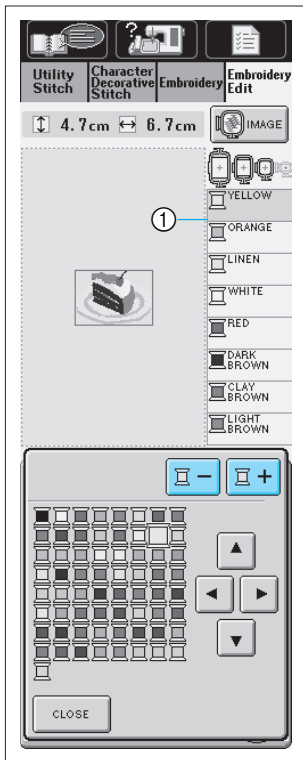 Utility
Stitch
Character
Decorative
Stitch
Embroidery
Embroidery
Edit
4.7cm 6.7cm
IMAGE
1
YELLOW
ORANGE
LINEN
WHITE
RED
DARK
BROWN
CLAY
BROWN
LIGHT
BROWN
−
+
CLOSE